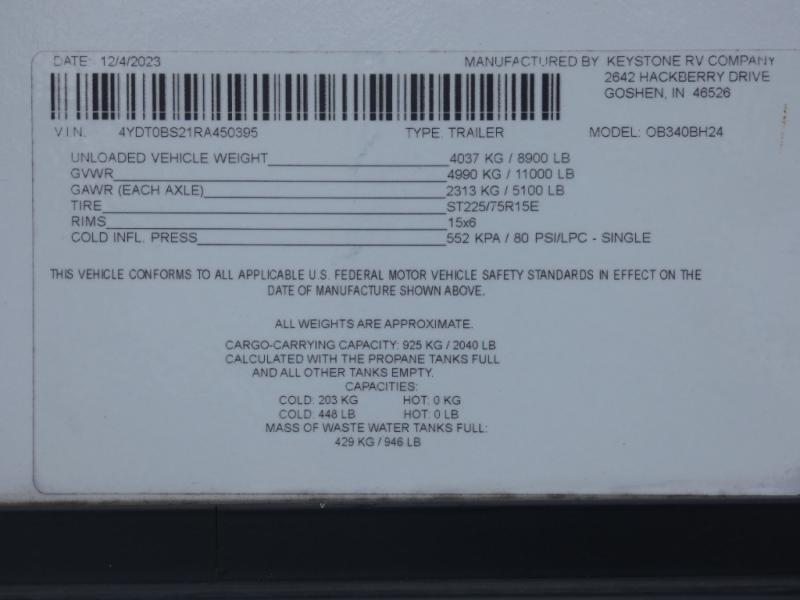 DATE: 12/4/2023 MANUFACTURED BY KEYSTONE RV COMPANY
2642 HACKBERRY DRIVE
GOSHEN, IN 46526
V.I.N. 4YDT0BS21RA450395 TYPE. TRAILER MODEL: OB340BH24
UNLOADED VEHICLE WEIGHT 4037 KG / 8900 LB
GVWR 4990 KG / 11000 LB
GAWR (EACH AXLE) 2313 KG / 5100 LB
TIRE ST225/75R15E
RIMS 15x6
COLD INFL. PRESS 552 KPA / 80 PSI/LPC - SINGLE
THIS VEHICLE CONFORMS TO ALL APPLICABLE U.S. FEDERAL MOTOR VEHICLE SAFETY STANDARDS IN EFFECT ON THE
DATE OF MANUFACTURE SHOWN ABOVE.
ALL WEIGHTS ARE APPROXIMATE.
CARGO-CARRYING CAPACITY: 925 KG / 2040 LB
CALCULATED WITH THE PROPANE TANKS FULL
AND ALL OTHER TANKS EMPTY.
CAPACITIES:
COLD: 203 KG HOT: 0 KG
COLD: 448 LB HOT: 0 LB
MASS OF WASTE WATER TANKS FULL:
429 KG / 946 LB